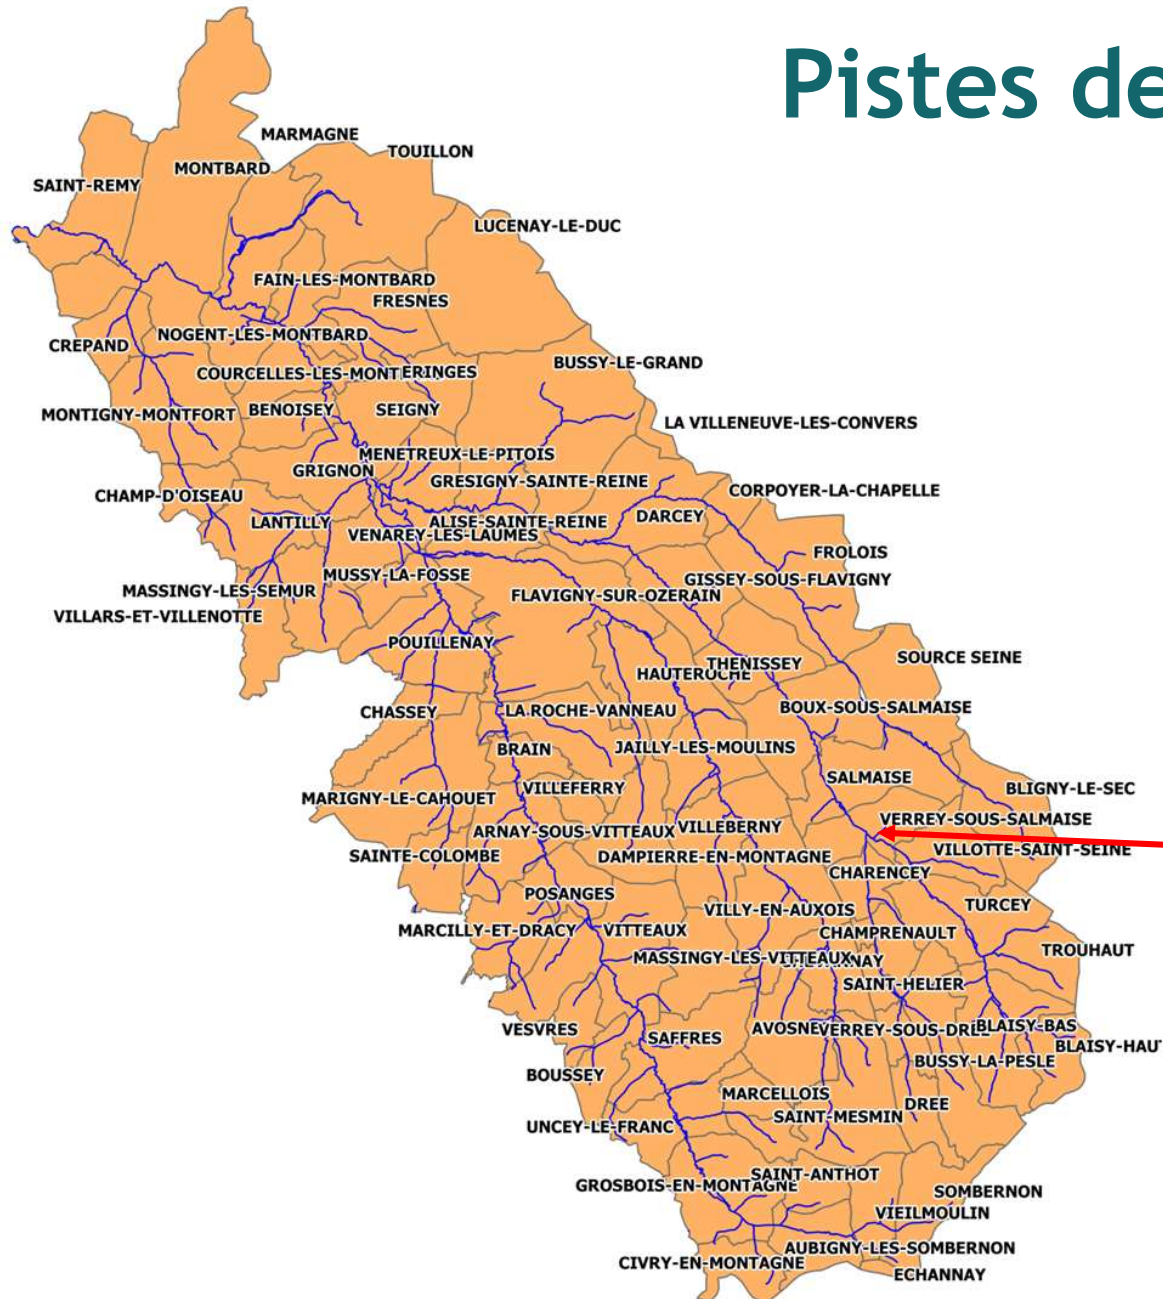 Pistes de
MARMAGNE
TOUILLON
MONTBARD
SAINT-REMY
LUCENAY-LE-DUC
FAIN-LES-MONTBARD
FRESNES
NOGENT-LES-MONTBARD
CREPAND
BUSSY-LE-GRAND
COURCELLES-LES-MONT
ERINGES
BENOISEY
SEIGNY
MONTIGNY-MONTFORT
LA VILLENEUVE-LES-CONVERS
MENETREUX-LE-PITOIS
GRIGNON
GRESIGNY-SAINTE-REINE
CORPOYER-LA-CHAPELLE
CHAMP-D'OISEAU
DARCEY
LANTILLY
ALISE-SAINTE-REINE
VENAREY-LES-LAUMES
FROLOIS
MUSSY-LA-FOSSE
GISSEY-SOUS-FLAVIGNY
MASSINGY-LES-SEMUR
FLAVIGNY-SUR-OZERAIN
VILLARS-ET-VILLENOTTE
POUILLENAY
SOURCE SEINE
THENISSEY
HAUTEROCHE
CHASSEY
LA ROCHE-VANNEAU
BOUX-SOUS-SALMAISE
BRAIN
JAILLY-LES-MOULINS
SALMAISE
VILLEFERRY
BLIGNY-LE-SEC
MARIGNY-LE-CAHOUET
VERREY-SOUS-SALMAISE
ARNAY-SOUS-VITTEAUX
VILLEBERNY
VILLOTTE-SAINT-SEINE
SAINTE-COLOMBE
DAMPIERRE-EN-MONTAGNE
CHARENCEY
POSANGES
TURCEY
VILLY-EN-AUXOIS
MARCILLY-ET-DRACY
VITTEAUX
CHAMPRENAULT
TROUHAUT
MASSINGY-LES-VITTEAUX
NAY
SAINT-HELIER
VESVRES
AVOSNE
VERREY-SOUS-DREE
BLAISY-BAS
SAFFRES
BLAISY-HAUT
BUSSY-LA-PESLE
BOUSSEY
MARCELLOIS
DREE
SAINT-MESMIN
UNCEY-LE-FRANC
SAINT-ANTHOT
GROSBOIS-EN-MONTAGNE
SOMBERNON
VIEILMOULIN
AUBIGNY-LES-SOMBERNON
CIVRY-EN-MONTAGNE
ECHANNAY